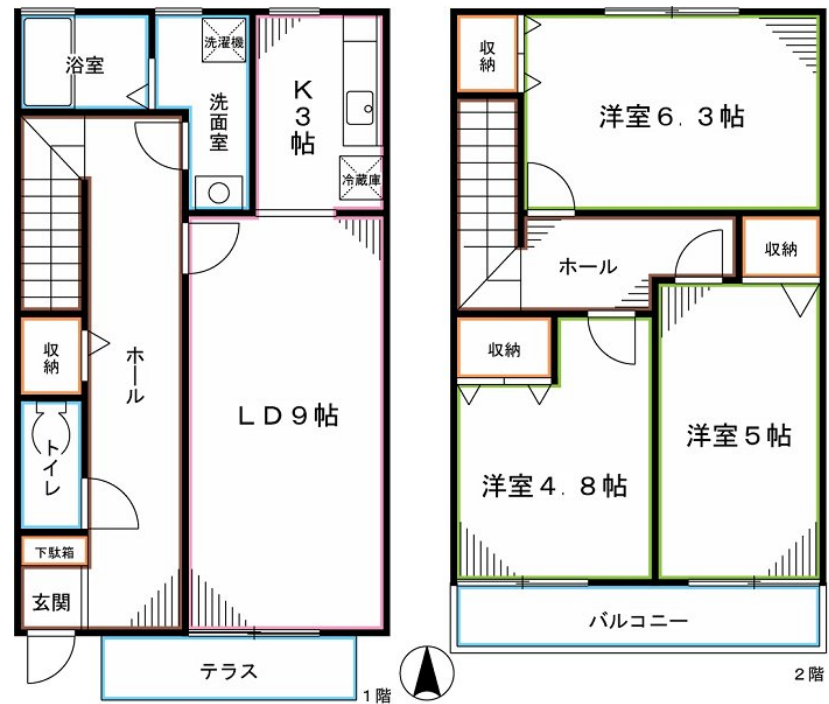 浴室
洗濯機
洗面室
K3帖
冷蔵庫
収納
ホール
LD9帖
トイレ
下駄箱
玄関
テラス
1階
収納
洋室6.3帖
ホール
収納
収納
洋室4.8帖
洋室5帖
バルコニー
2階